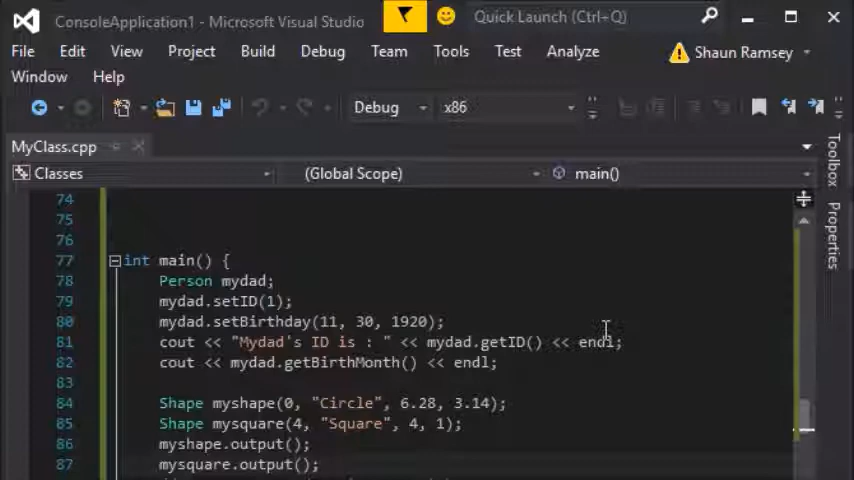 ConsoleApplication1 - Microsoft Visual Studio
Quick Launch (Ctrl+Q)
File Edit View Project Build Debug Team Tools Test Analyze Shaun Ramsey
Window Help
Debug x86
MyClass.cpp
Classes (Global Scope) main()
Toolbox
Properties
74
75
76
77 int main() {
78 Person mydad;
79 mydad.setID(1);
80 mydad.setBirthday(11, 30, 1920);
81 cout << "Mydad's ID is : " << mydad.getID() << endl;
82 cout << mydad.getBirthMonth() << endl;
83
84 Shape myshape(0, "Circle", 6.28, 3.14);
85 Shape mysquare(4, "Square", 4, 1);
86 myshape.output();
87 mysquare.output();